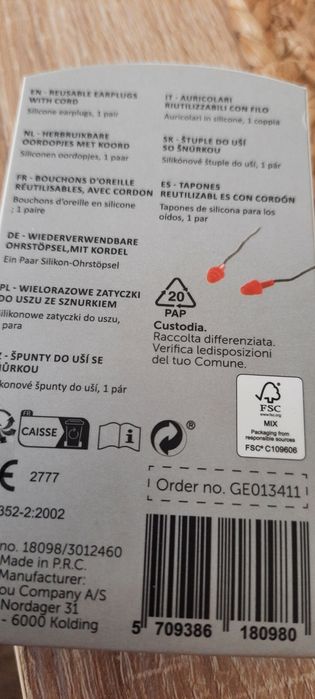 EN - REUSABLE EARPLUGS
WITH CORD
Silicone earplugs, 1 pair
NL - HERBRUIKBARE
OORDOPJES MET KOORD
Siliconen oordopjes, 1 paar
FR - BOUCHONS D'OREILLE
RÉUTILISABLES, AVEC CORDON
Bouchons d'oreille en silicone
; 1 paire
DE - WIEDERVERWENDBARE
OHRSTÖPSEL,MIT KORDEL
Ein Paar Silikon-Ohrstöpsel
PL - WIELORAZOWE ZATYCZKI
DO USZU ZE SZNURKIEM
ilikonowe zatyczki do uszu,
para
- ŠPUNTY DO UŠÍ SE
ŇŮRKOU
ikonové špunty do uší, 1 pár
IT - AURICOLARI
RIUTILIZZABILI CON FILO
Auricolari in silicone, 1 coppia
SK - ŠTUPLE DO UŠÍ
SO ŠNÚRKOU
Silikónové štuple do uší, 1 pár
ES - TAPONES
REUTILIZABLES CON CORDÓN
Tapones de silicona para los
oídos, 1 par
20
PAP
Custodia.
Raccolta differenziata.
Verifica ledisposizioni
del tuo Comune.
FR
CAISSE
i
FSC
www.fsc.org
MIX
Packaging from
responsible sources
FSC® C109606
CE 2777
Order no. GE013411
352-2:2002
no. 18098/3012460
Made in P.R.C.
Manufacturer:
ou Company A/S
Nordager 31
- 6000 Kolding
5 709386 180980